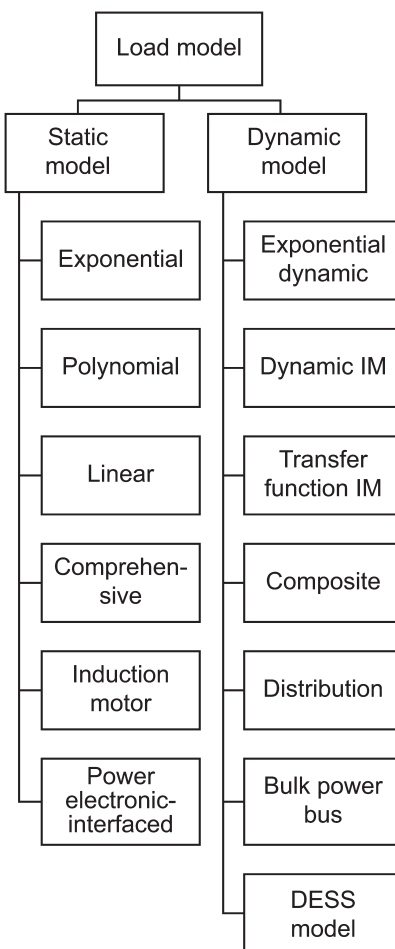 Load model
Static
model
Exponential
Polynomial
Linear
Comprehen-
sive
Induction
motor
Power
electronic-
interfaced
Dynamic
model
Exponential
dynamic
Dynamic IM
Transfer
function IM
Composite
Distribution
Bulk power
bus
DESS
model